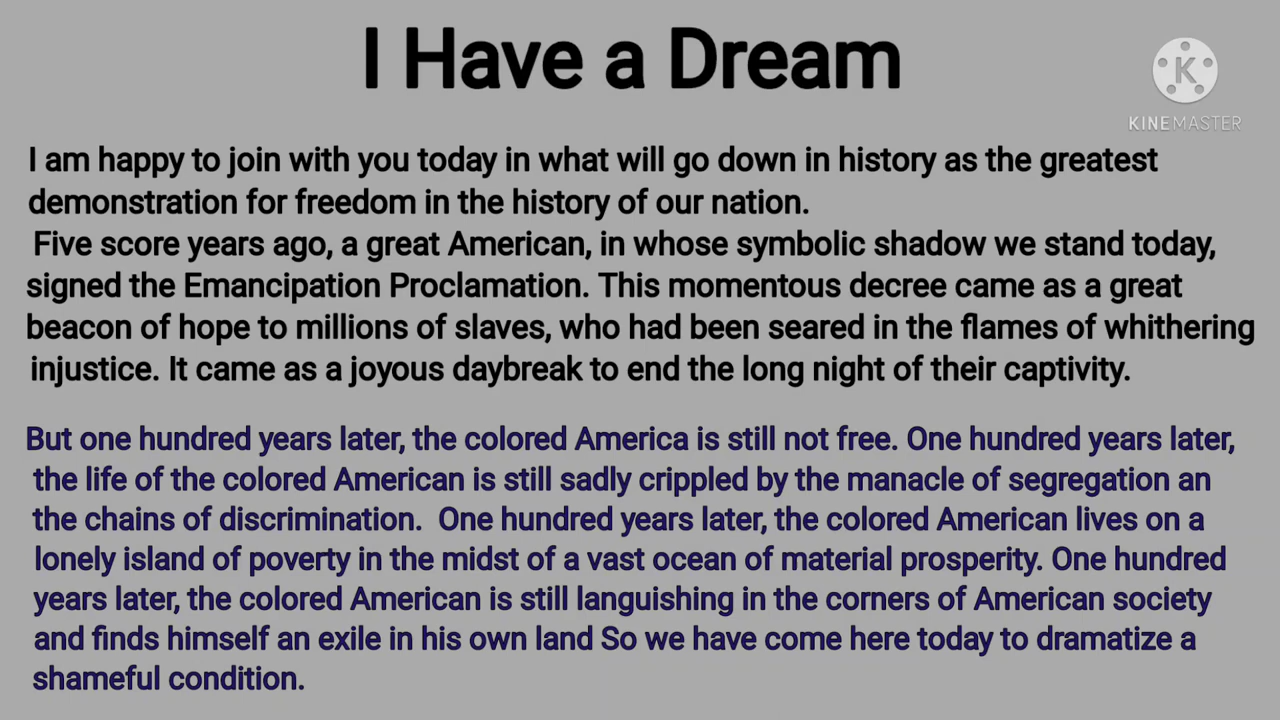 I Have a Dream
K
KINEMASTER
I am happy to join with you today in what will go down in history as the greatest
demonstration for freedom in the history of our nation.
Five score years ago, a great American, in whose symbolic shadow we stand today,
signed the Emancipation Proclamation. This momentous decree came as a great
beacon of hope to millions of slaves, who had been seared in the flames of whithering
injustice. It came as a joyous daybreak to end the long night of their captivity.
But one hundred years later, the colored America is still not free. One hundred years later,
the life of the colored American is still sadly crippled by the manacle of segregation an
the chains of discrimination. One hundred years later, the colored American lives on a
lonely island of poverty in the midst of a vast ocean of material prosperity. One hundred
years later, the colored American is still languishing in the corners of American society
and finds himself an exile in his own land So we have come here today to dramatize a
shameful condition.